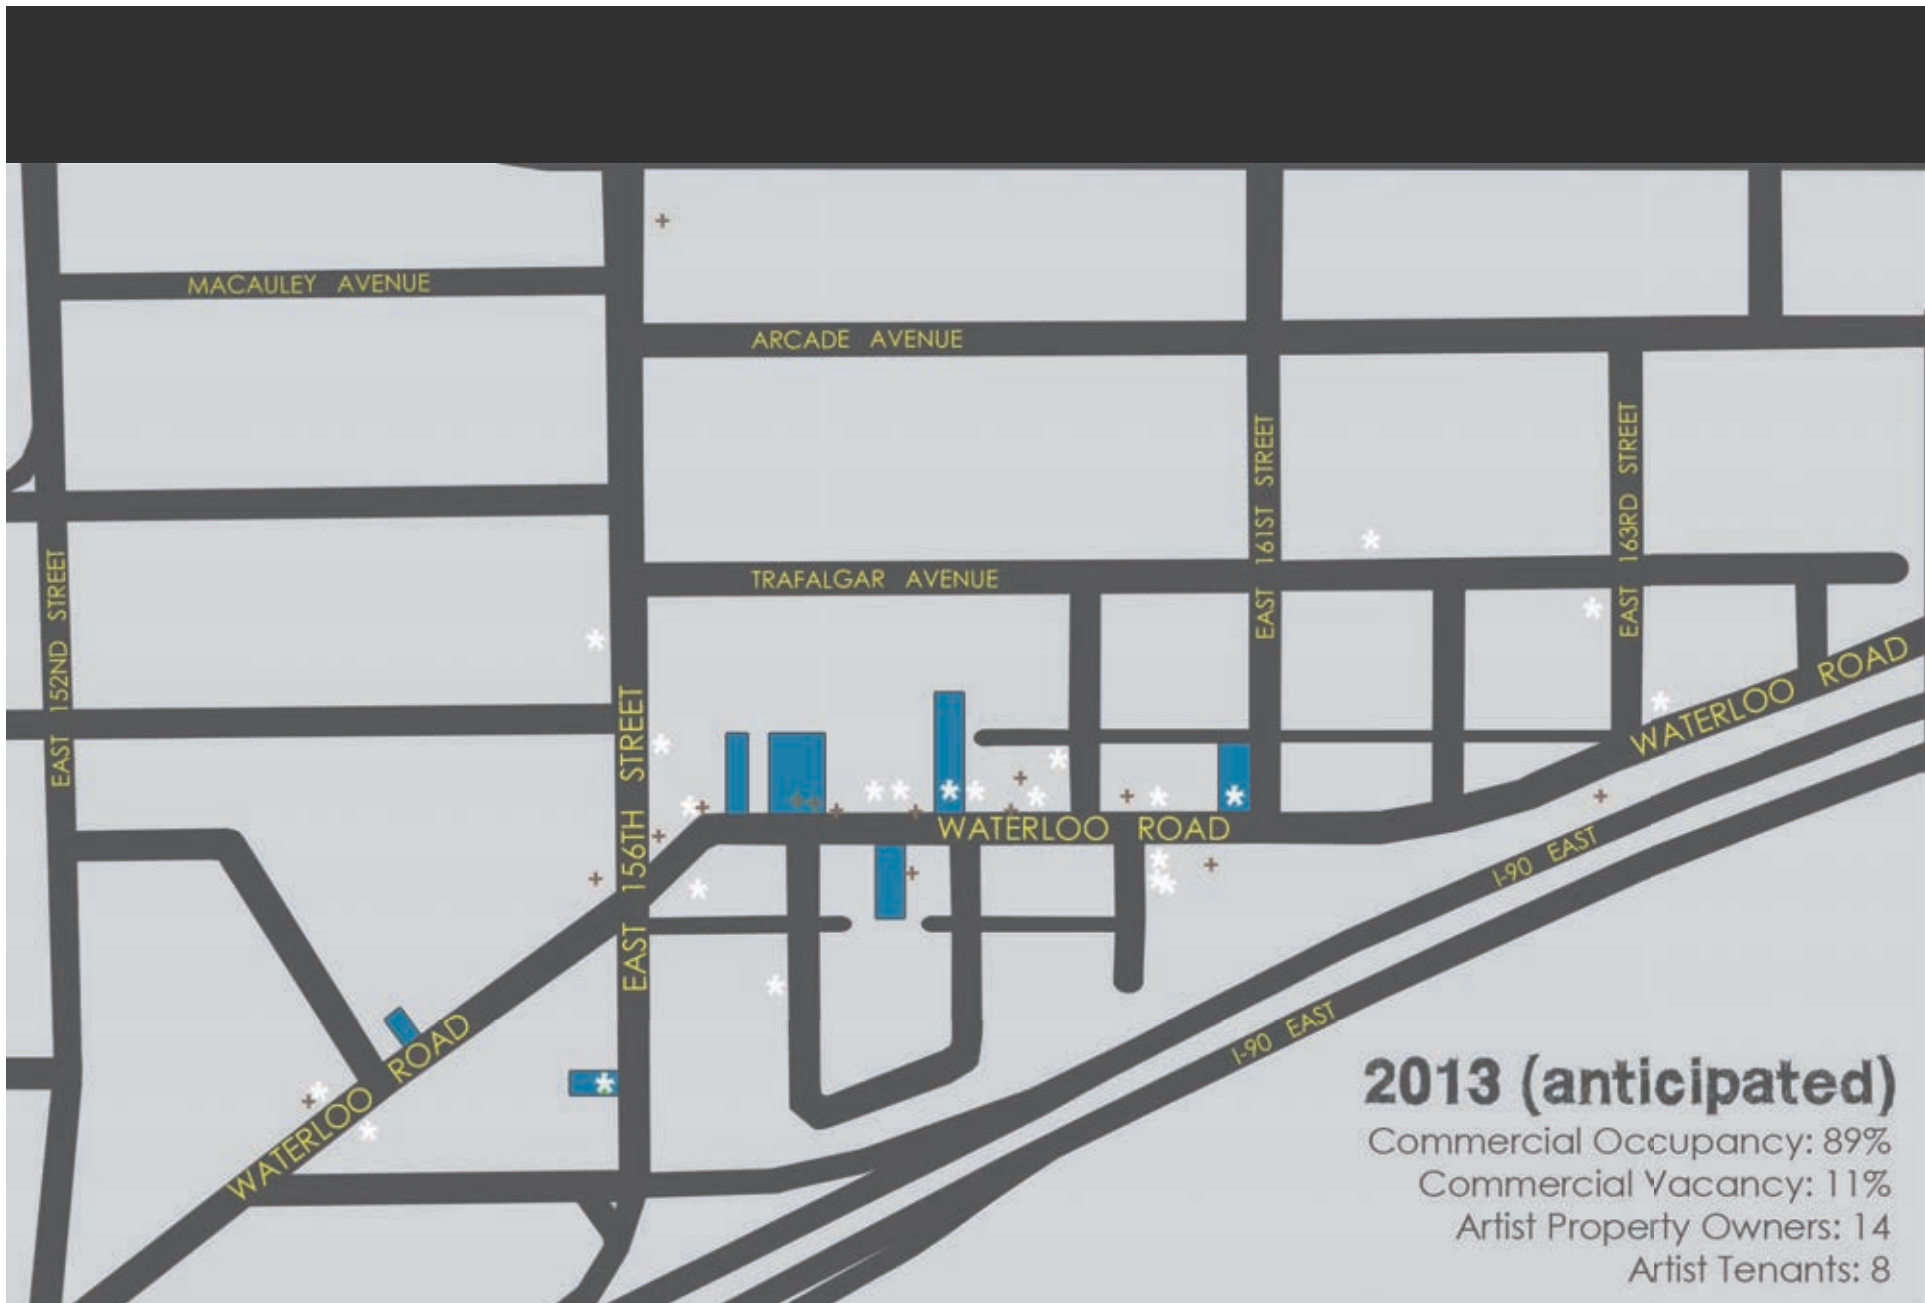 MACAULEY AVENUE
ARCADE AVENUE
EAST 161ST STREET
EAST 163RD STREET
EAST 152ND STREET
TRAFALGAR AVENUE
EAST 156TH STREET
WATERLOO ROAD
WATERLOO ROAD
I-90 EAST
I-90 EAST
WATERLOO ROAD
2013 (anticipated)
Commercial Occupancy: 89%
Commercial Vacancy: 11%
Artist Property Owners: 14
Artist Tenants: 8